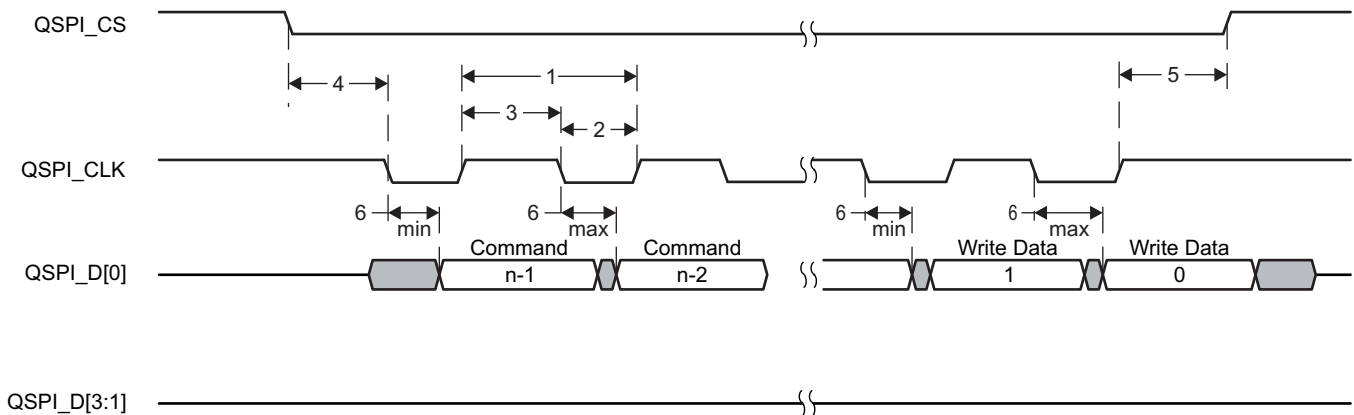 QSPI_CS
4
1
5
3
2
QSPI_CLK
6
min
6
max
6
min
6
max
Command
Command
Write Data
Write Data
QSPI_D[0]
n-1
n-2
1
0
QSPI_D[3:1]